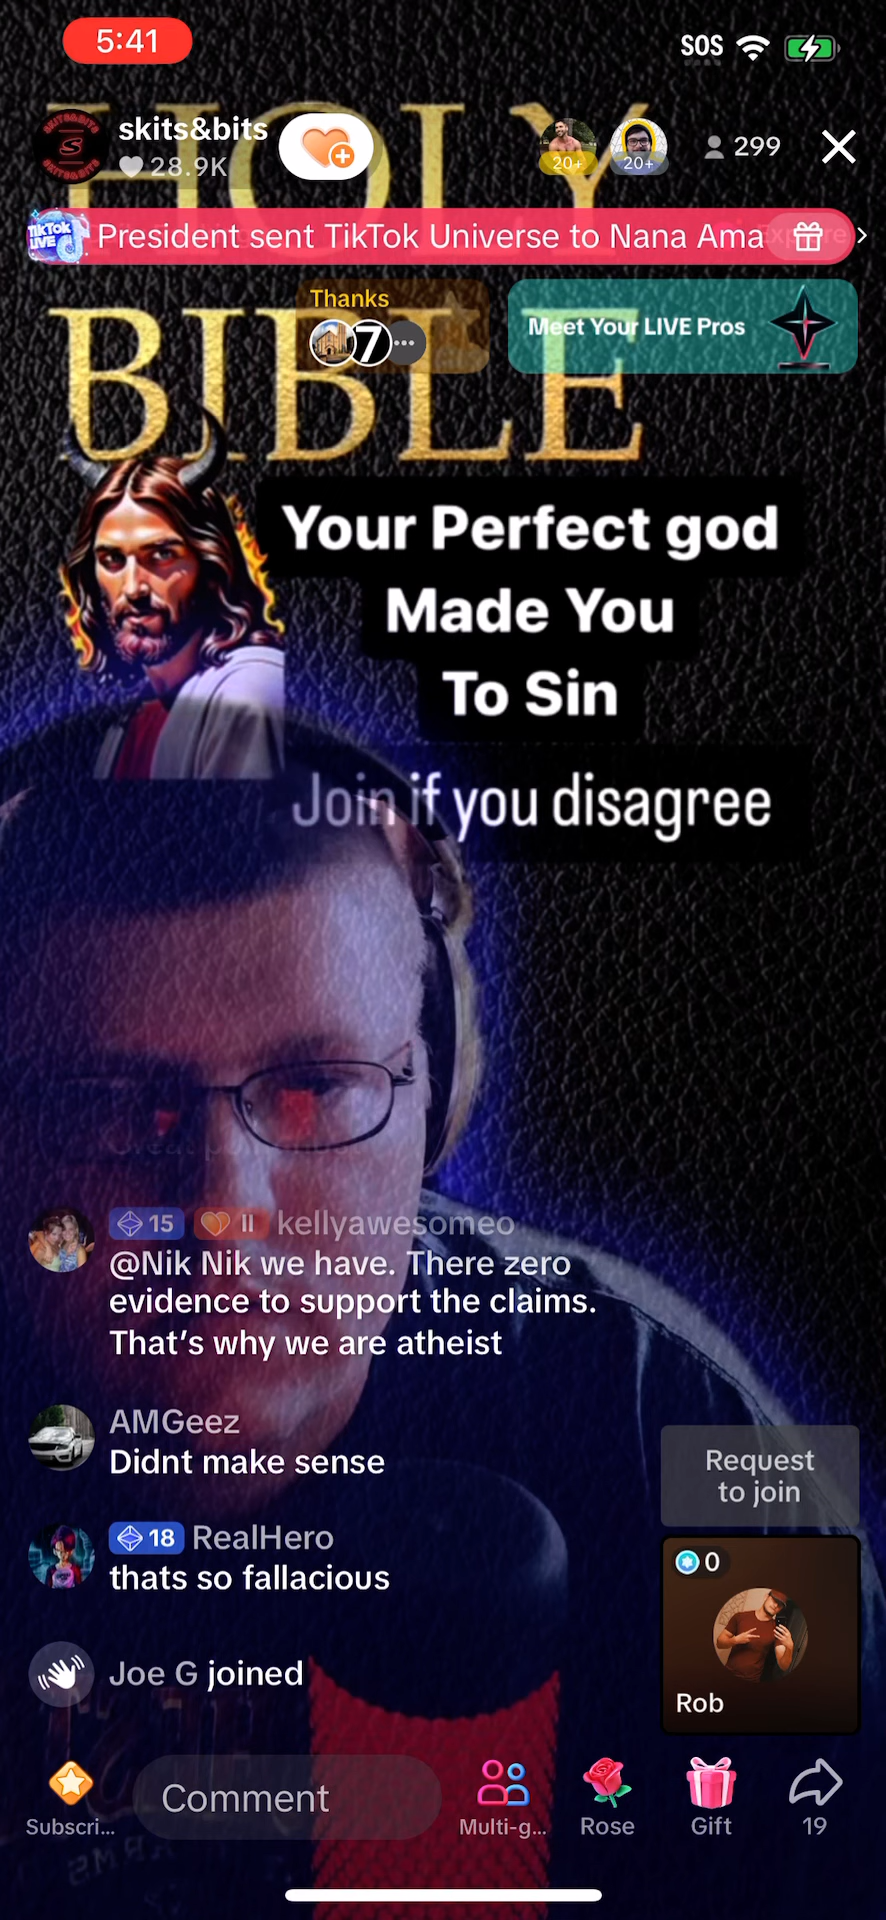 5:41
SOS
HOLY
skits&bits
28.9K
20+
20+
299
TikTok
LIVE
President sent TikTok Universe to Nana Ama
Thanks
7
Meet Your LIVE Pros
BIBLE
Your Perfect god
Made You
To Sin
Join if you disagree
15 II kellyawesomeo
@Nik Nik we have. There zero
evidence to support the claims.
That's why we are atheist
AMGeez
Didnt make sense
18 RealHero
thats so fallacious
Joe G joined
Request
to join
0
Rob
Subscri...
Comment
Multi-g...
Rose
Gift
19